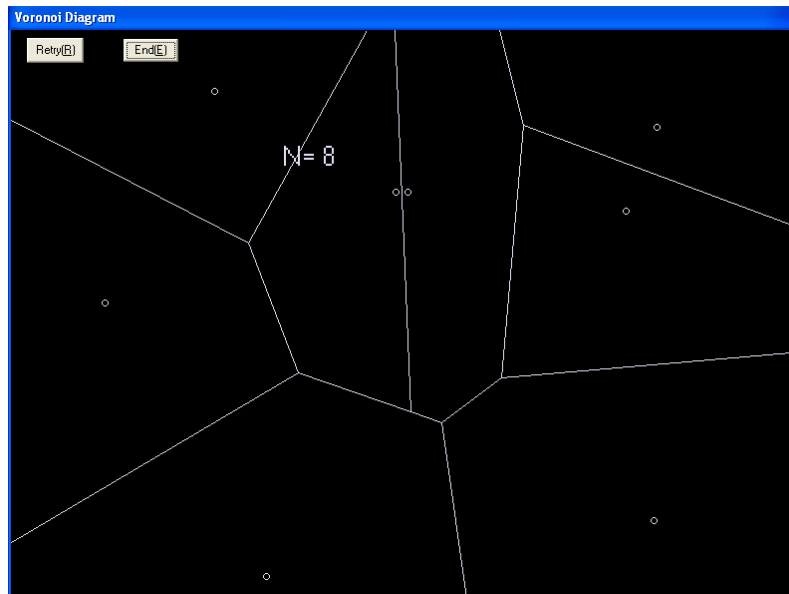 Voronoi Diagram
Retry(R) End(E)
N= 8